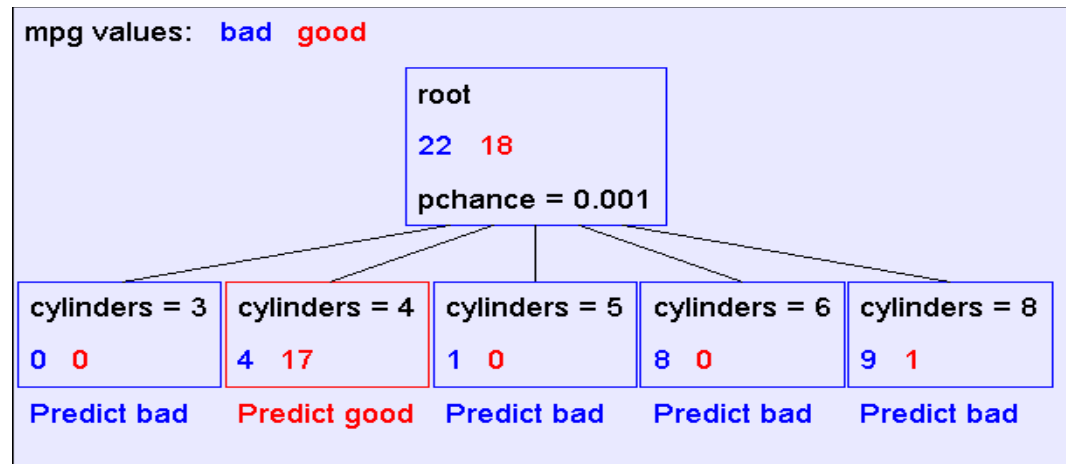 mpg values: bad good
root
22 18
pchance = 0.001
cylinders = 3
0 0
Predict bad
cylinders = 4
4 17
Predict good
cylinders = 5
1 0
Predict bad
cylinders = 6
8 0
Predict bad
cylinders = 8
9 1
Predict bad